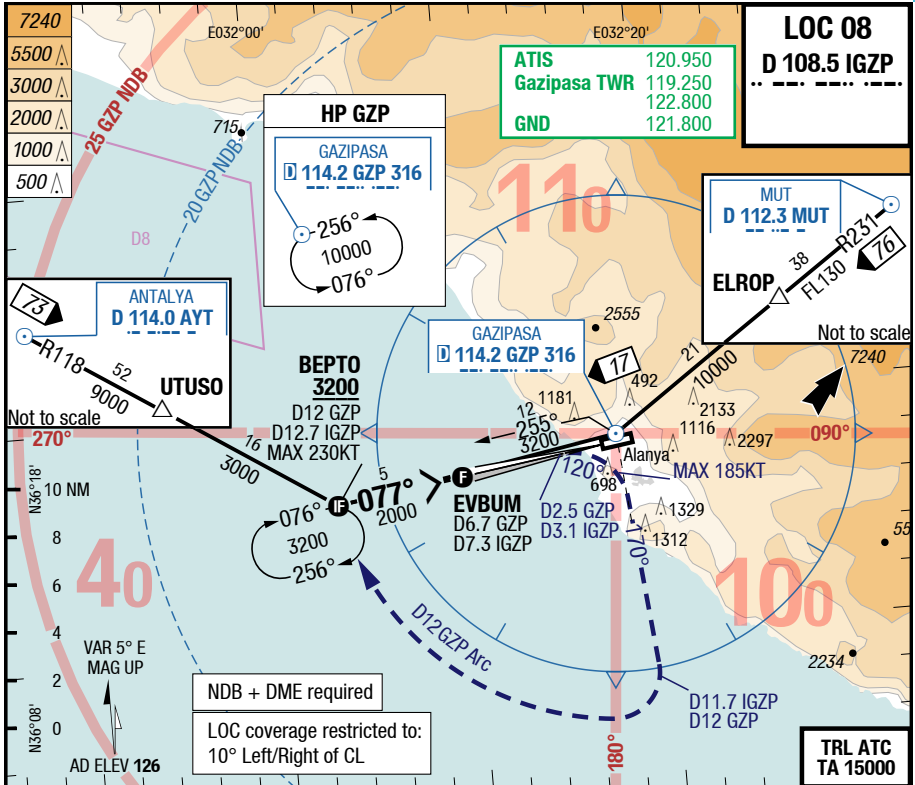 7240
5500
3000
2000
1000
500
E032°00'
E032°20'
LOC 08
D 108.5 IGZP
ATIS 120.950
Gazipasa TWR 119.250
122.800
GND 121.800
25 GZP NDB
20 GZP NDB
715
D8
HP GZP
GAZIPASA
D 114.2 GZP 316
256°
10000
076°
110
MUT
D 112.3 MUT
R231
76
38
FL130
ELROP
Not to scale
73
ANTALYA
D 114.0 AYT
R118
52
9000
UTUSO
Not to scale
GAZIPASA
D 114.2 GZP 316
2555
17
21
10000
7240
BEPTO
3200
D12 GZP
D12.7 IGZP
MAX 230KT
1181
492
2133
1116
2297
12
255°
3200
270°
090°
16
3000
Alanya
120°
698
MAX 185KT
N36°18'
10 NM
IF
077°
5
2000
F
EVBUM
D6.7 GZP
D7.3 IGZP
D2.5 GZP
D3.1 IGZP
1329
1312
170°
55
076°
3200
256°
8
6
4
2
0
40
100
D12 GZP Arc
2234
VAR 5° E
MAG UP
NDB + DME required
LOC coverage restricted to:
10° Left/Right of CL
D11.7 IGZP
D12 GZP
N36°08'
AD ELEV 126
180°
TRL ATC
TA 15000